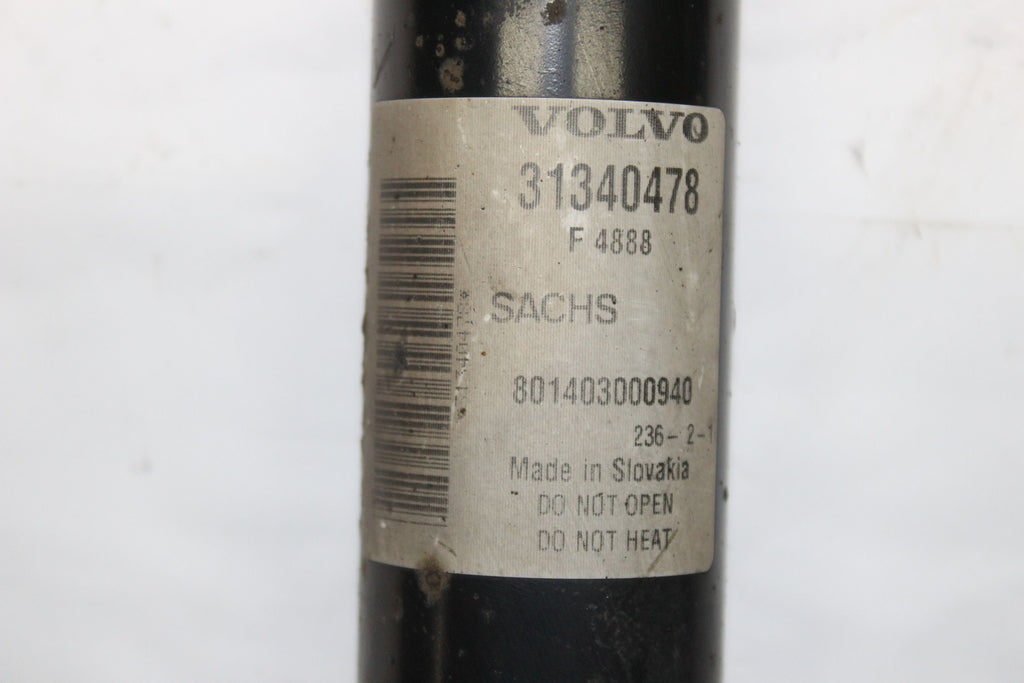 VOLVO
31340478
F 4888
SACHS
801403000940
236- 2-1
Made in Slovakia
DO NOT OPEN
DO NOT HEAT